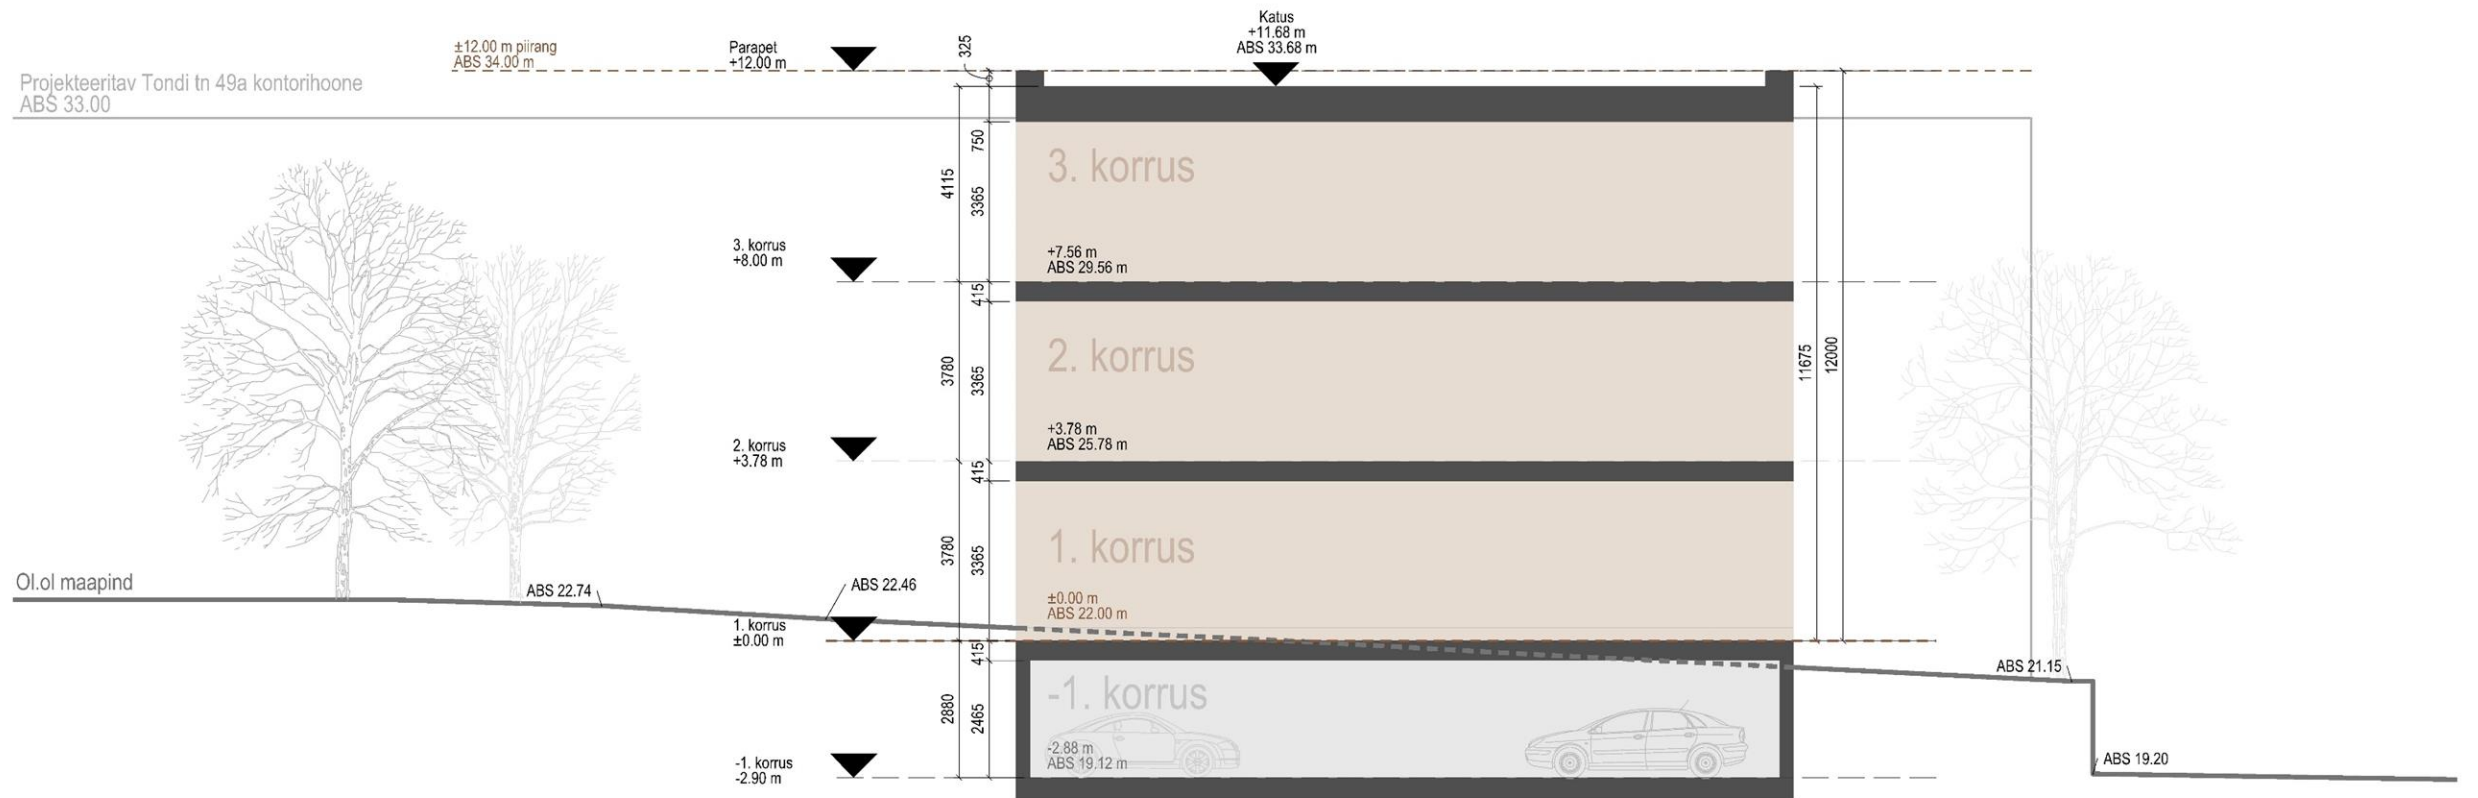 Katus
+11.68 m
ABS 33.68 m
±12.00 m piirang
ABS 34.00 m
Parapet
+12.00 m
325
Projekteeritav Tondi tn 49a kontorihoone
ABS 33.00
750
3. korrus
4115
3365
3. korrus
+8.00 m
+7.56 m
ABS 29.56 m
415
2. korrus
3780
3365
11675
12000
2. korrus
+3.78 m
+3.78 m
ABS 25.78 m
415
1. korrus
3780
3365
Ol.ol maapind
ABS 22.74
ABS 22.46
±0.00 m
ABS 22.00 m
1. korrus
±0.00 m
415
ABS 21.15
-1. korrus
2880
2465
-2.88 m
ABS 19.12 m
-1. korrus
-2.90 m
ABS 19.20